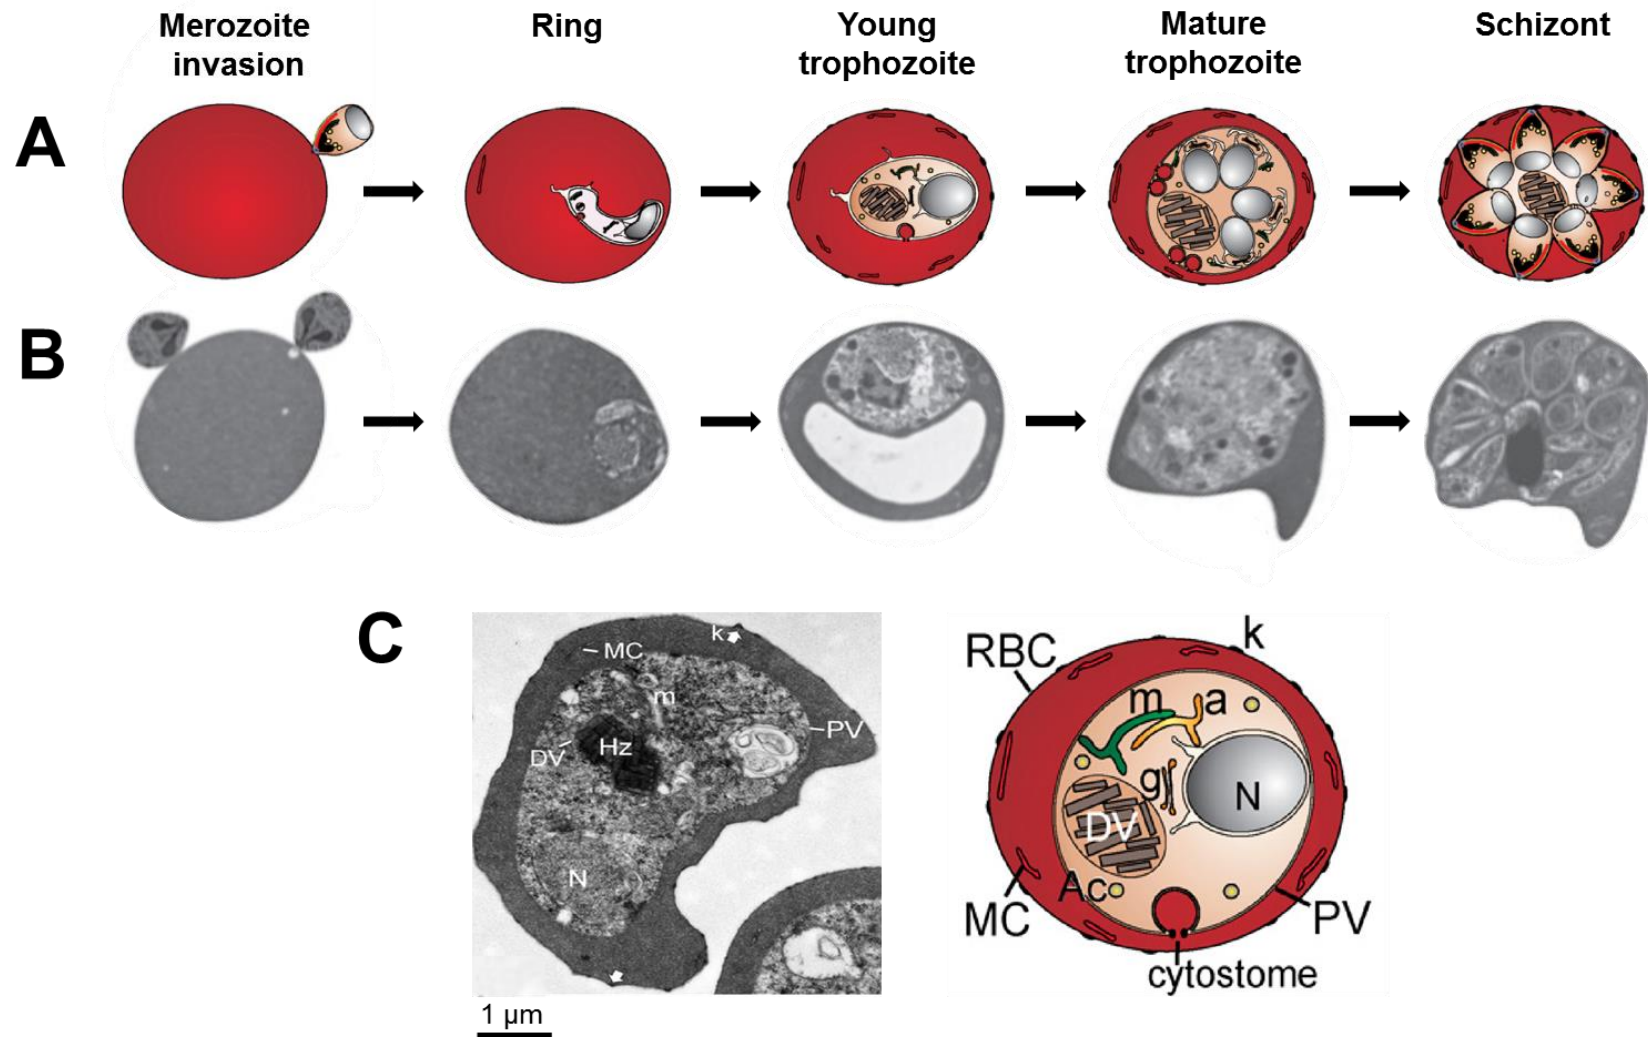 Merozoite
invasion
Ring
Young
trophozoite
Mature
trophozoite
Schizont
A
B
C
k
MC
m
PV
DV
Hz
N
1 µm
RBC
k
m
a
g
N
DV
Ac
MC
PV
cytostome